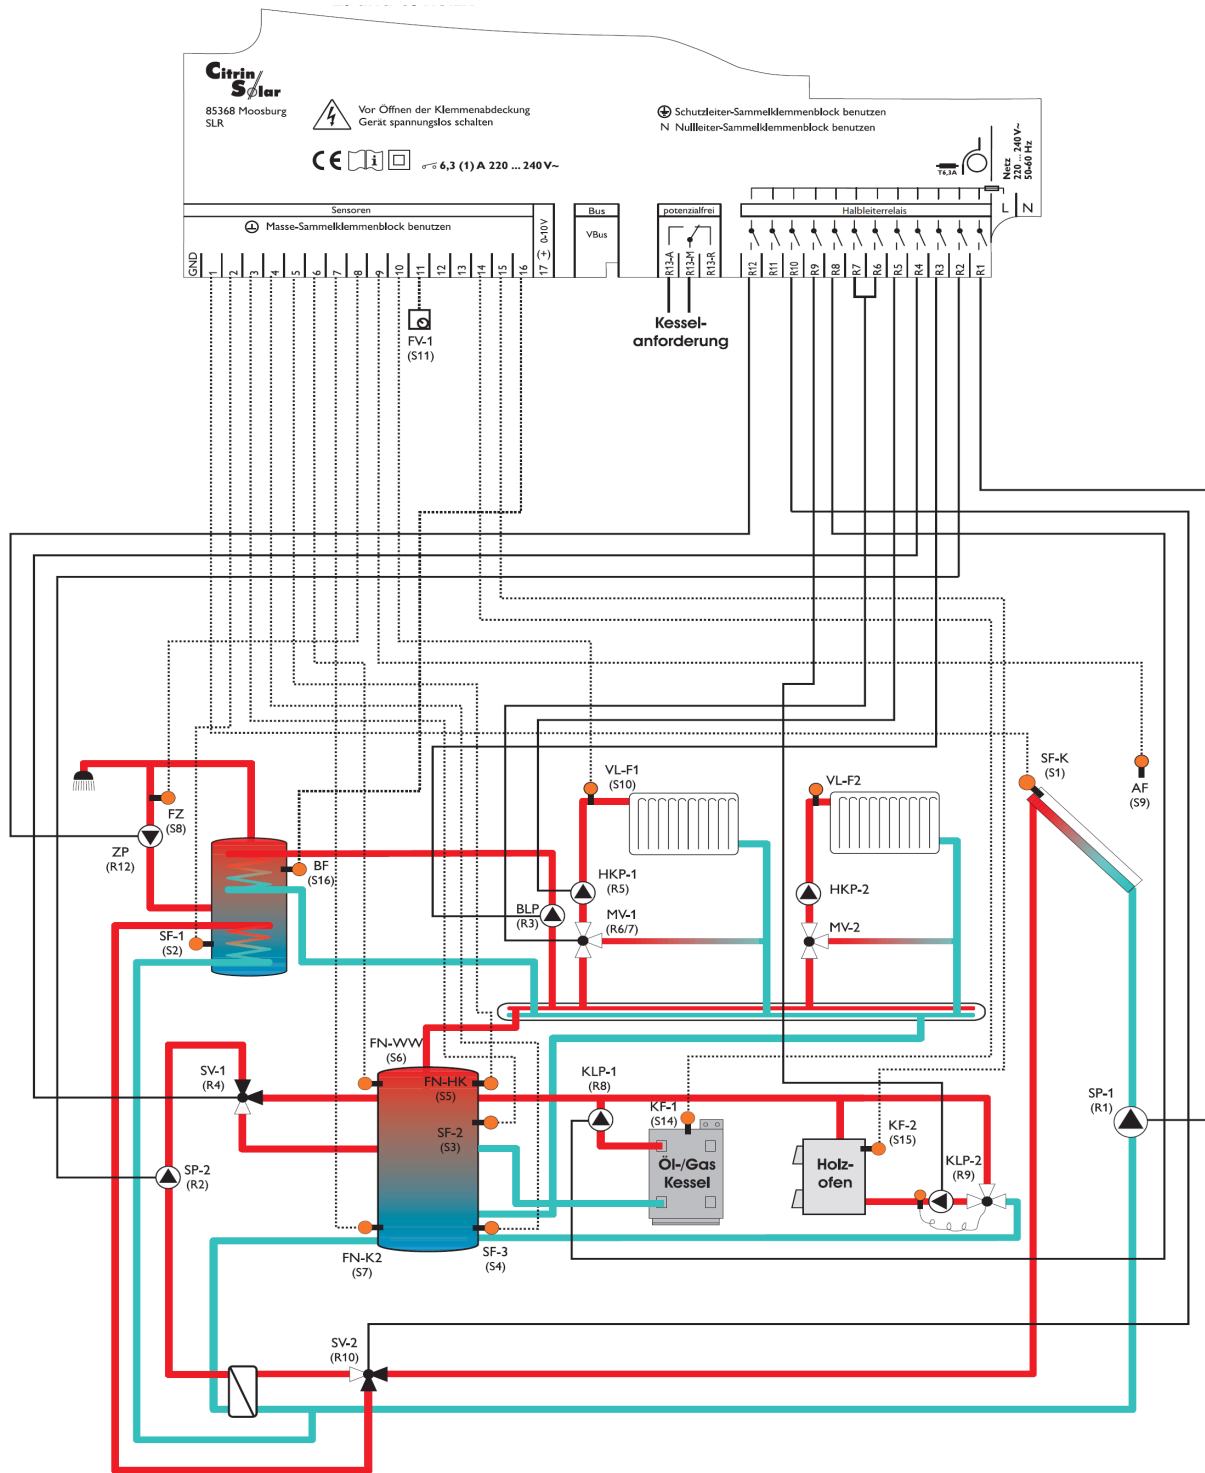 Citrin
Solar
85368 Moosburg
SLR
Vor Öffnen der Klemmenabdeckung
Gerät spannungslos schalten
CE i 6,3 (1) A 220 ... 240 V~
Schutzleiter-Sammelklemmenblock benutzen
N Nullleiter-Sammelklemmenblock benutzen
T6,3A
Netz
220 ... 240 V~
50-60 Hz
L N
Sensoren
Masse-Sammelklemmenblock benutzen
GND 1 2 3 4 5 6 7 8 9 10 11 12 13 14 15 16 17 (+) 0-10 V
Bus
VBus
potenzialfrei
R13-A R13-M R13-R
Halbleiterrelais
R12 R11 R10 R9 R8 R7 R6 R5 R4 R3 R2 R1
FV-1
(S11)
Kessel-
anforderung
FZ
(S8)
ZP
(R12)
BF
(S16)
SF-1
(S2)
VL-F1
(S10)
VL-F2
SF-K
(S1)
AF
(S9)
HKP-1
(R5)
HKP-2
BLP
(R3)
MV-1
(R6/7)
MV-2
FN-WW
(S6)
SV-1
(R4)
FN-HK
(S5)
SF-2
(S3)
KLP-1
(R8)
KF-1
(S14)
KF-2
(S15)
SP-1
(R1)
SP-2
(R2)
Öl-/Gas
Kessel
Holz-
ofen
KLP-2
(R9)
FN-K2
(S7)
SF-3
(S4)
SV-2
(R10)